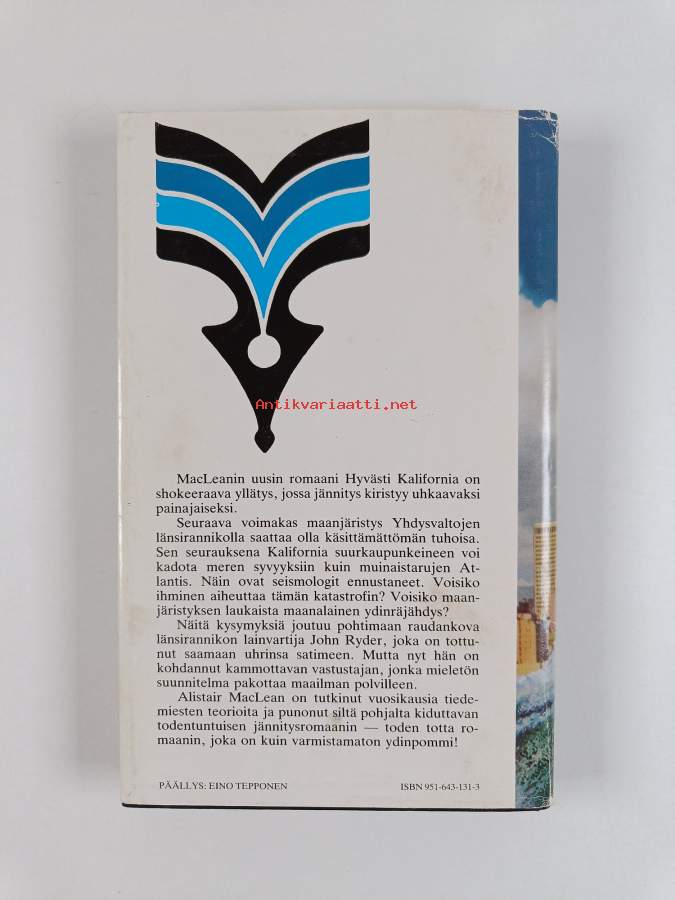 Antikvariaatti.net
MacLeanin uusin romaani Hyvästi Kalifornia on
shokeeraava yllätys, jossa jännitys kiristyy uhkaavaksi
painajaiseksi.
Seuraava voimakas maanjäristys Yhdysvaltojen
länsirannikolla saattaa olla käsittämättömän tuhoisa.
Sen seurauksena Kalifornia suurkaupunkeineen voi
kadota meren syvyyksiin kuin muinaistarujen At-
lantis. Näin ovat seismologit ennustaneet. Voisiko
ihminen aiheuttaa tämän katastrofin? Voisiko maan-
järistyksen laukaista maanalainen ydinräjähdys?
Näitä kysymyksiä joutuu pohtimaan raudankova
länsirannikon lainvartija John Ryder, joka on tottu-
nut saamaan uhrinsa satimeen. Mutta nyt hän on
kohdannut kammottavan vastustajan, jonka mieletön
suunnitelma pakottaa maailman polvilleen.
Alistair MacLean on tutkinut vuosikausia tiede-
miesten teorioita ja punonut siltä pohjalta kiduttavan
todentuntuisen jännitysromaanin — toden totta ro-
maanin, joka on kuin varmistamaton ydinpommi!
PÄÄLLYS: EINO TEPPONEN
ISBN 951-643-131-3